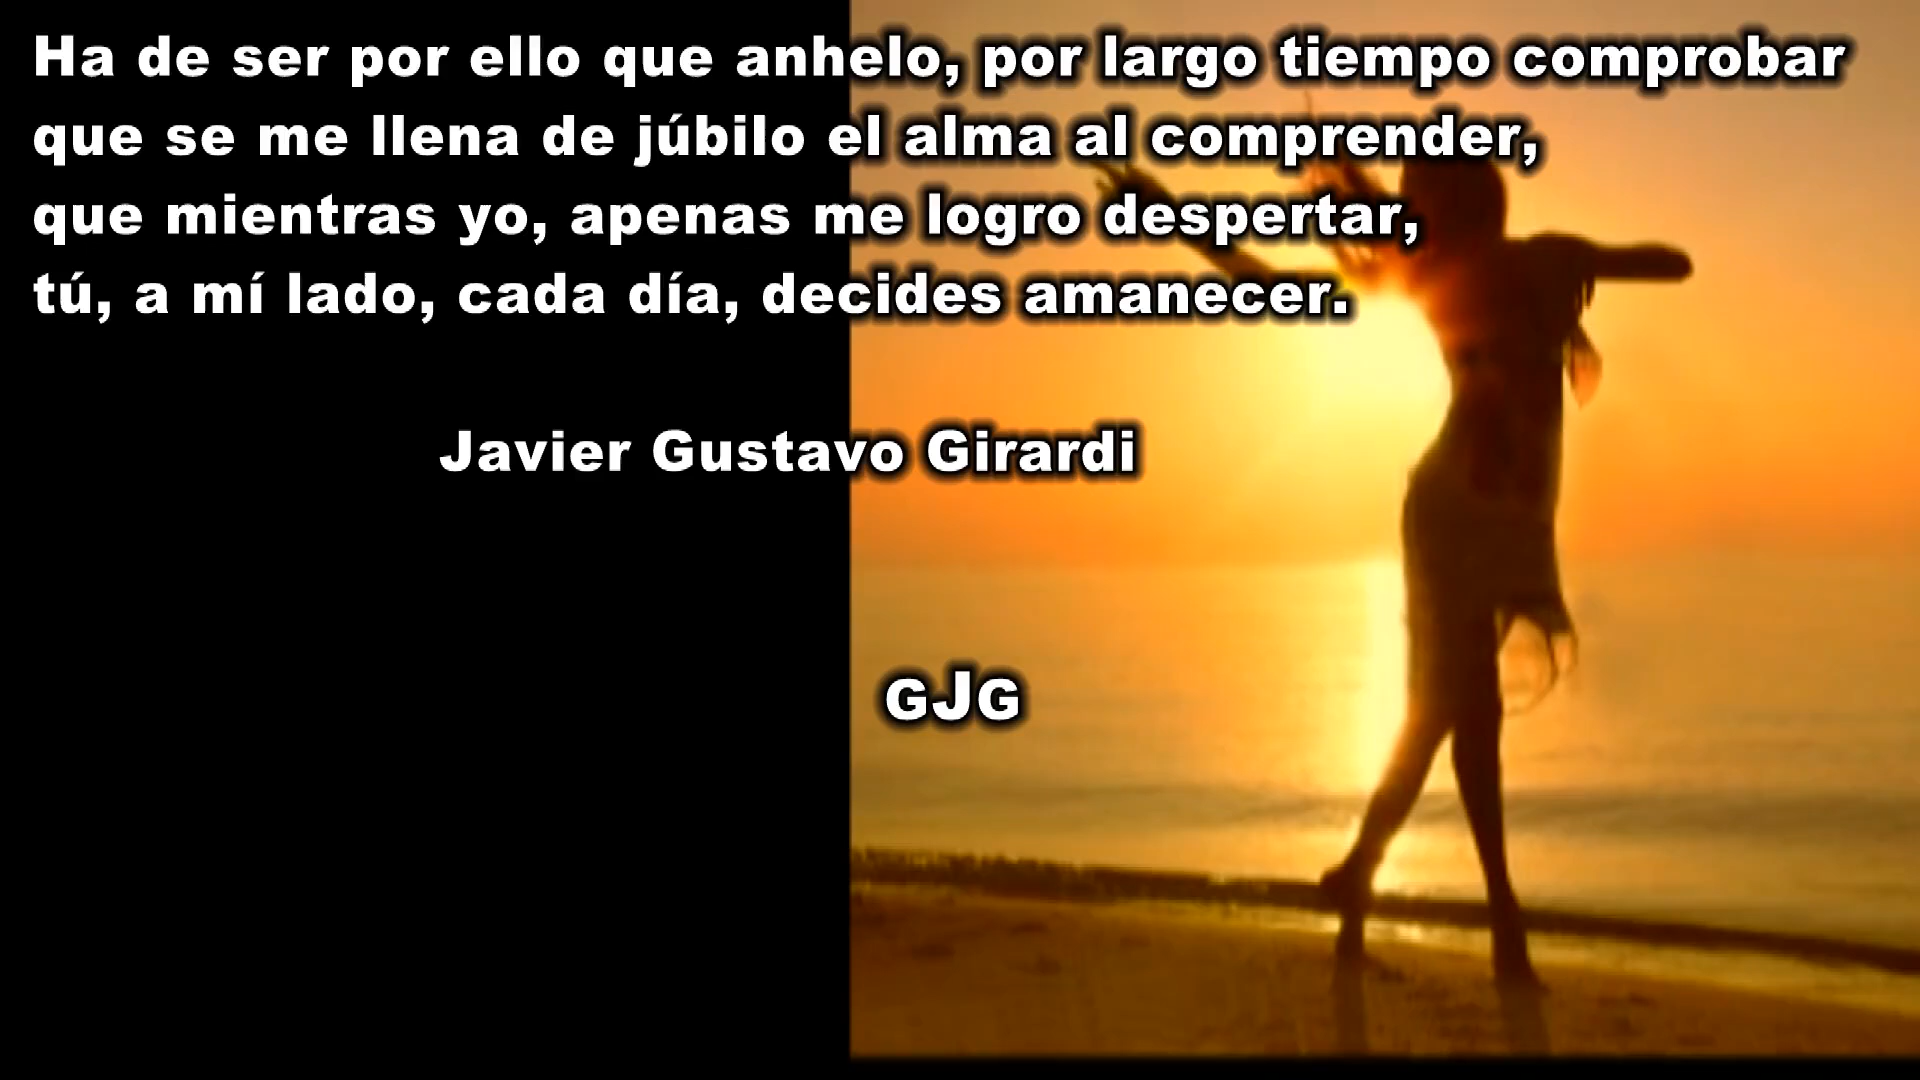 Ha de ser por ello que anhelo, por largo tiempo comprobar
que se me llena de júbilo el alma al comprender,
que mientras yo, apenas me logro despertar,
tú, a mí lado, cada día, decides amanecer.
Javier Gustavo Girardi
GJG